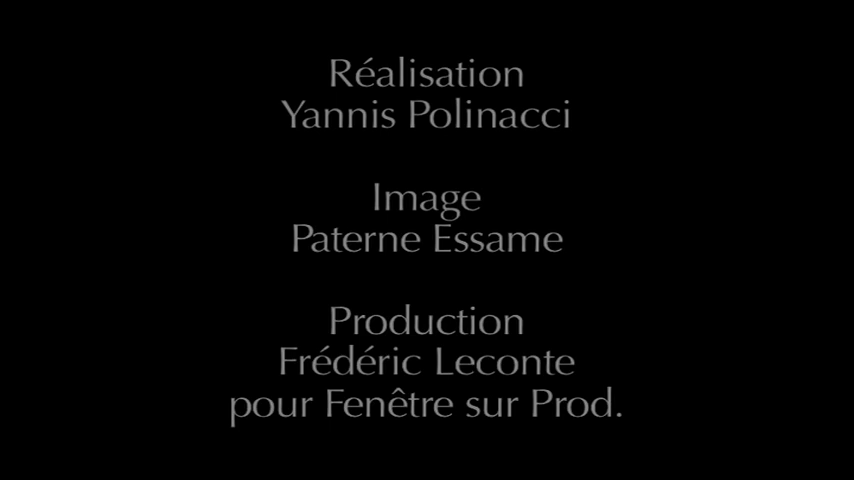 Réalisation
Yannis Polinacci
Image
Paterne Essame
Production
Frédéric Leconte
pour Fenêtre sur Prod.